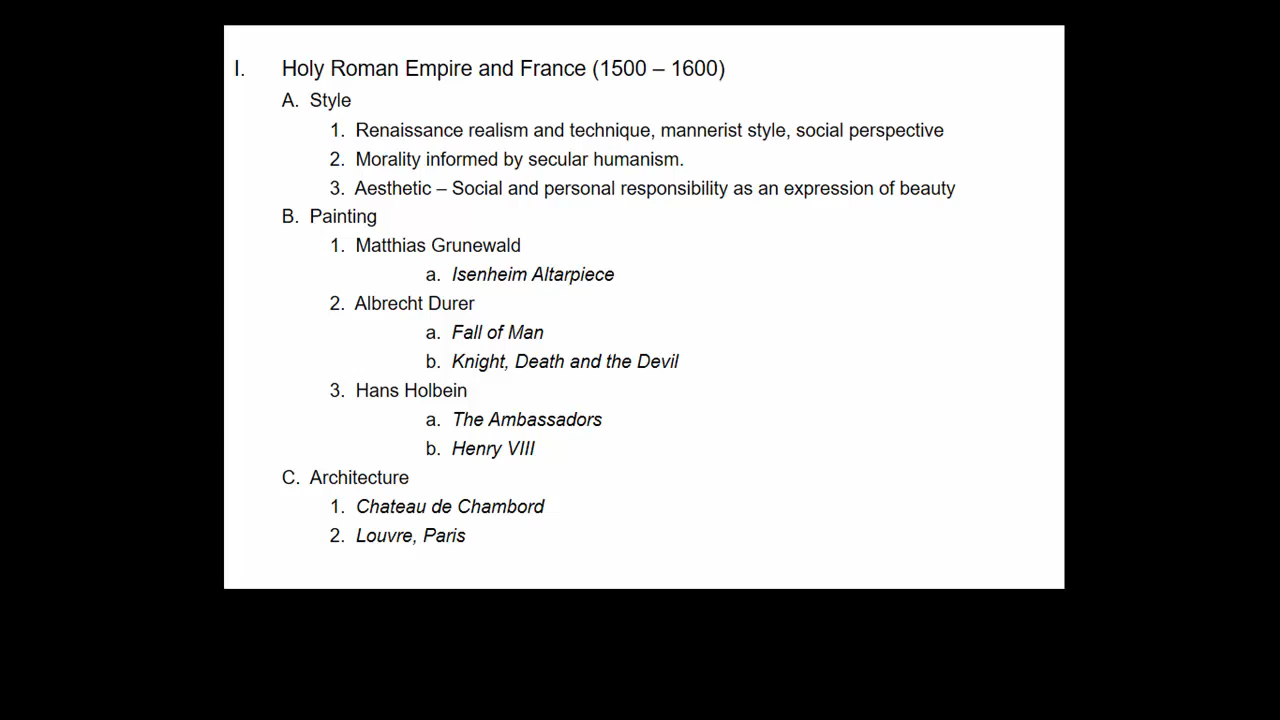 I. Holy Roman Empire and France (1500 – 1600)
A. Style
1. Renaissance realism and technique, mannerist style, social perspective
2. Morality informed by secular humanism.
3. Aesthetic – Social and personal responsibility as an expression of beauty
B. Painting
1. Matthias Grunewald
a. Isenheim Altarpiece
2. Albrecht Durer
a. Fall of Man
b. Knight, Death and the Devil
3. Hans Holbein
a. The Ambassadors
b. Henry VIII
C. Architecture
1. Chateau de Chambord
2. Louvre, Paris